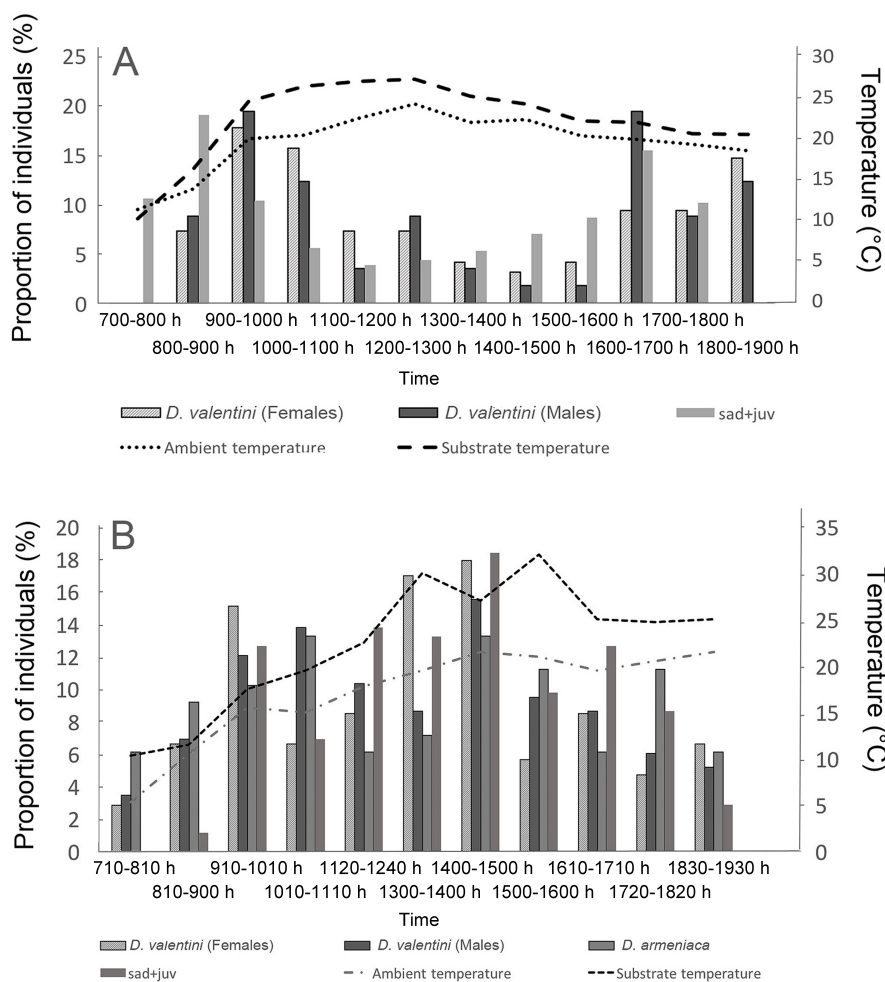 A
Proportion of individuals (%)
25
20
15
10
5
0
30
25
20
15
10
5
0
Temperature (°C)
700-800 h 900-1000 h 1100-1200 h 1300-1400 h 1500-1600 h 1700-1800 h
800-900 h 1000-1100 h 1200-1300 h 1400-1500 h 1600-1700 h 1800-1900 h
Time
D. valentini (Females) D. valentini (Males) sad+juv
Ambient temperature Substrate temperature
B
Proportion of individuals (%)
20
18
16
14
12
10
8
6
4
2
0
35
30
25
20
15
10
5
0
Temperature (°C)
710-810 h 910-1010 h 1120-1240 h 1400-1500 h 1610-1710 h 1830-1930 h
810-900 h 1010-1110 h 1300-1400 h 1500-1600 h 1720-1820 h
Time
D. valentini (Females) D. valentini (Males) D. armeniaca
sad+juv Ambient temperature Substrate temperature